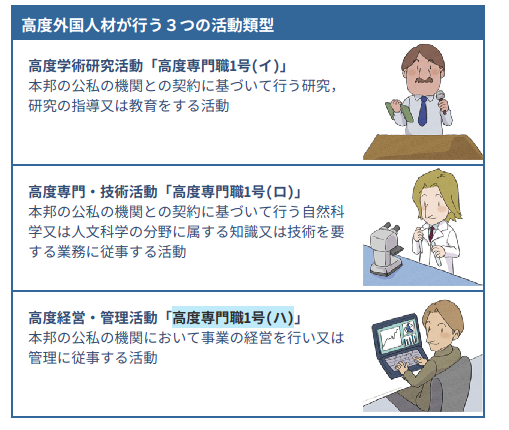 高度外国人材が行う３つの活動類型
高度学術研究活動「高度専門職1号(イ)」
本邦の公私の機関との契約に基づいて行う研究，
研究の指導又は教育をする活動
高度専門・技術活動「高度専門職1号(ロ)」
本邦の公私の機関との契約に基づいて行う自然科
学又は人文科学の分野に属する知識又は技術を要
する業務に従事する活動
高度経営・管理活動「高度専門職1号(ハ)」
本邦の公私の機関において事業の経営を行い又は
管理に従事する活動